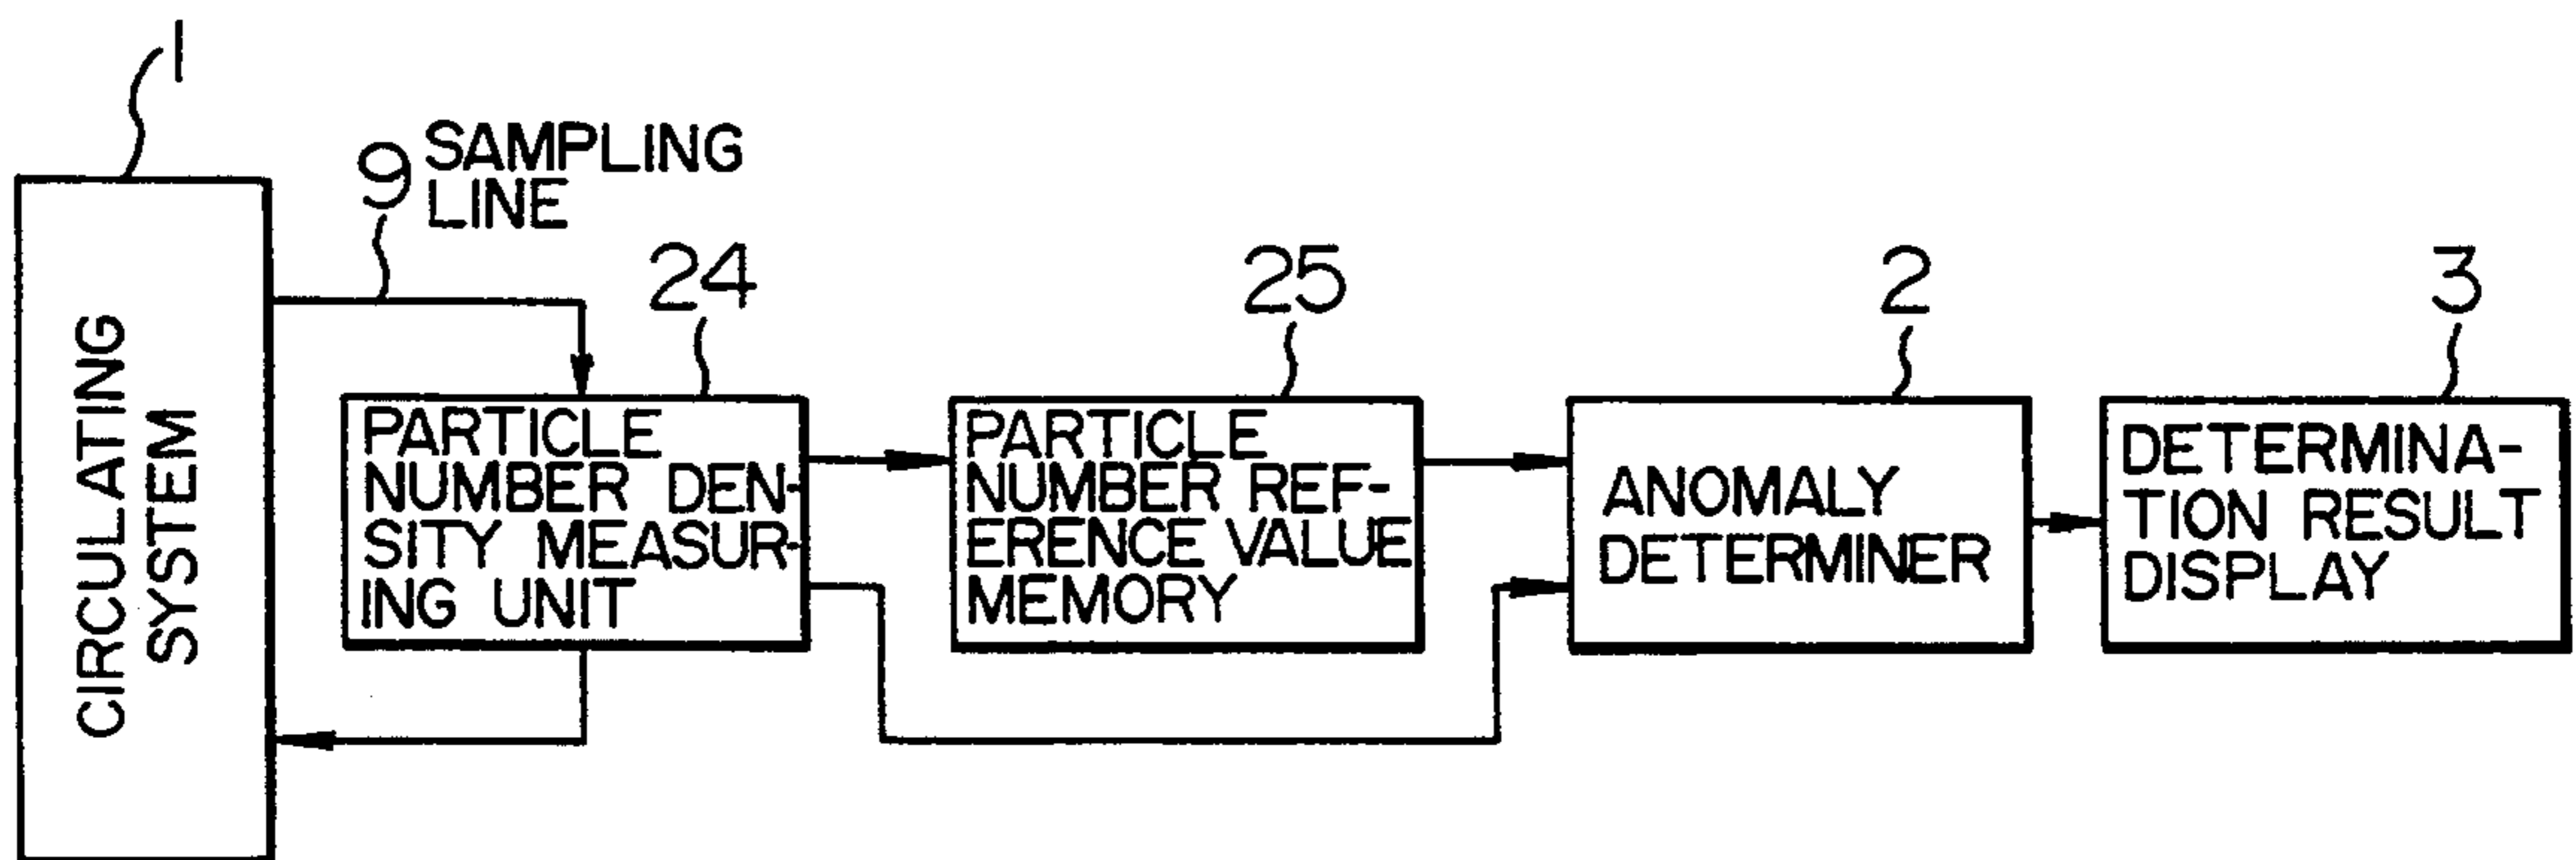 1
9 SAMPLING
LINE
24
25
2
3
CIRCULATING
SYSTEM
PARTICLE
NUMBER DEN-
SITY MEASUR-
ING UNIT
PARTICLE
NUMBER REF-
ERENCE VALUE
MEMORY
ANOMALY
DETERMINER
DETERMINA-
TION RESULT
DISPLAY